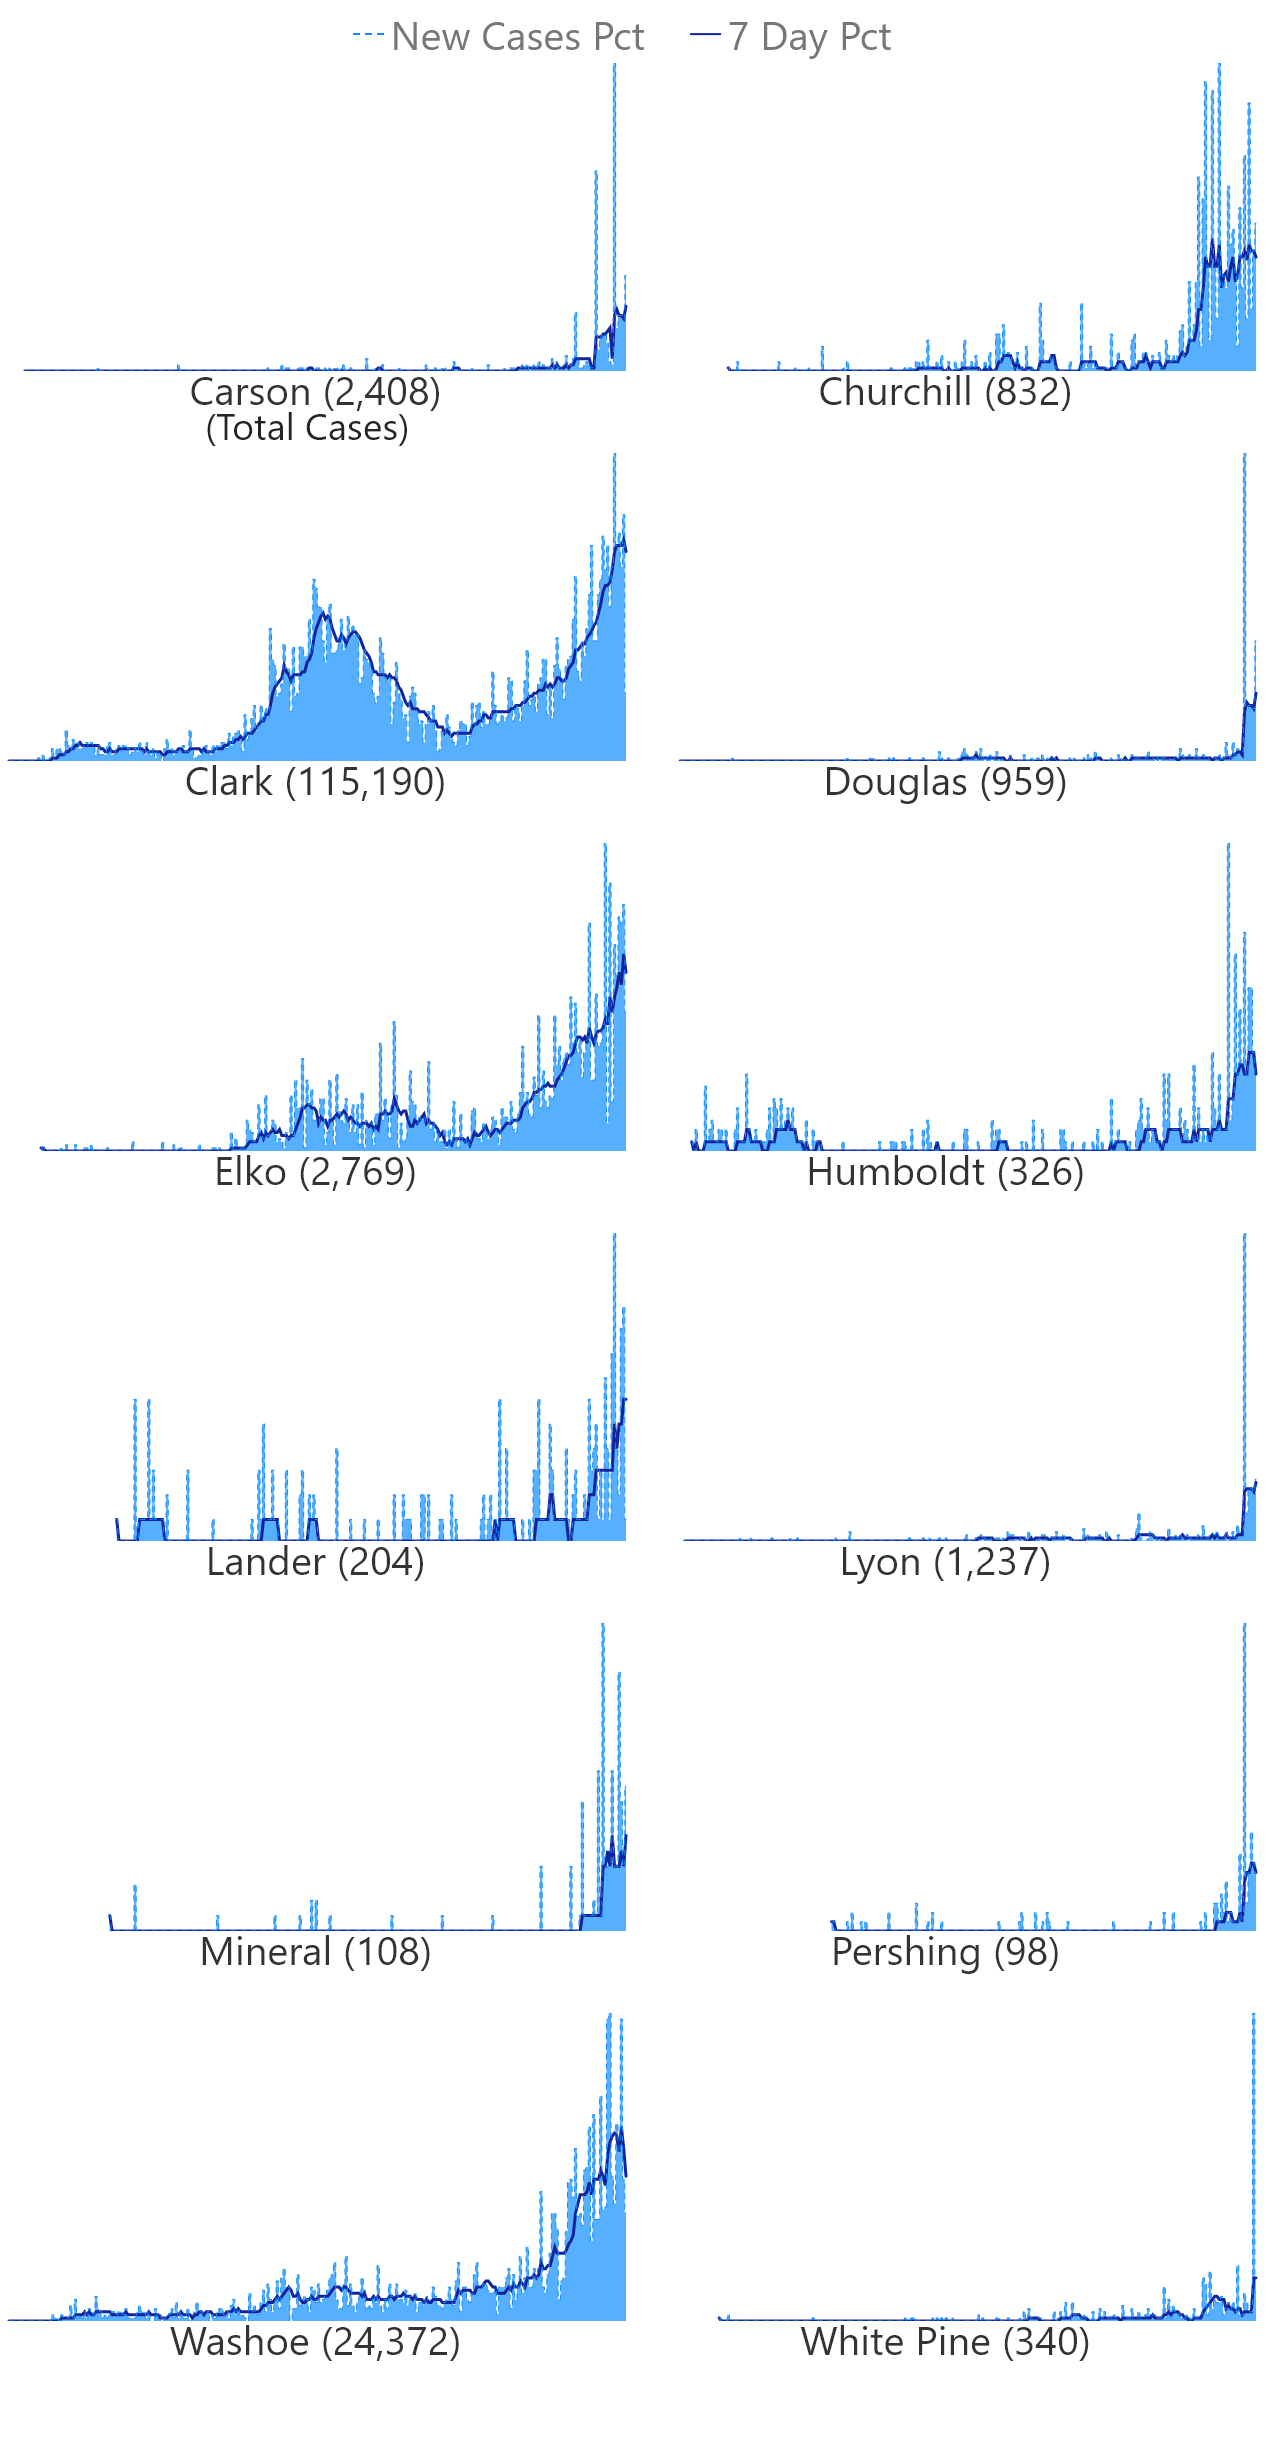 New Cases Pct 7 Day Pct
Carson (2,408) Churchill (832)
(Total Cases)
Clark (115,190) Douglas (959)
Elko (2,769) Humboldt (326)
Lander (204) Lyon (1,237)
Mineral (108) Pershing (98)
Washoe (24,372) White Pine (340)